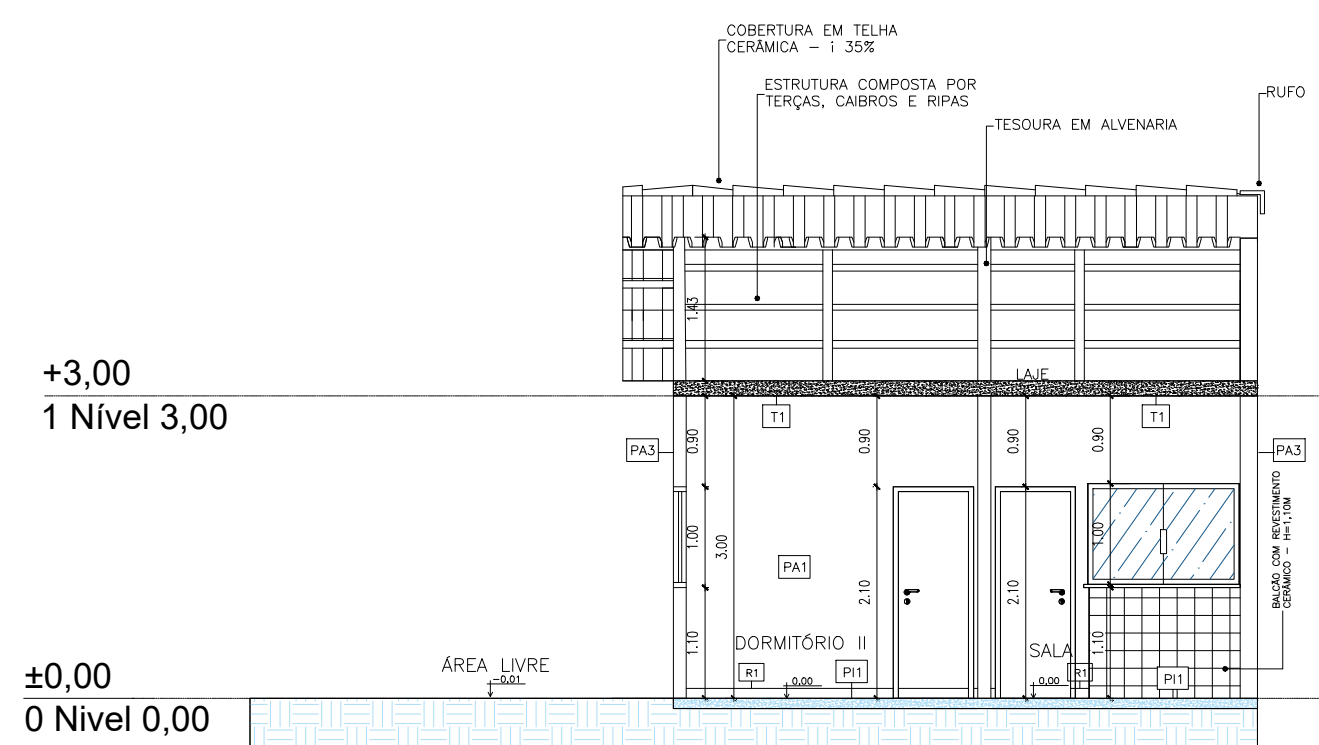 COBERTURA EM TELHA
CERÂMICA – i 35%
ESTRUTURA COMPOSTA POR
TERÇAS, CAIBROS E RIPAS
RUFO
TESOURA EM ALVENARIA
1.43
+3,00
LAJE
1 Nível 3,00
T1
T1
PA3
0.90
0.90
0.90
0.90
PA3
BALCÃO COM REVESTIMENTO
CERÂMICO – H=1,10M
1.00
3.00
1.00
PA1
2.10
2.10
1.10
DORMITÓRIO II
SALA
1.10
ÁREA LIVRE
-0,01
R1
PI1
R1
PI1
0,00
0,00
±0,00
0 Nivel 0,00